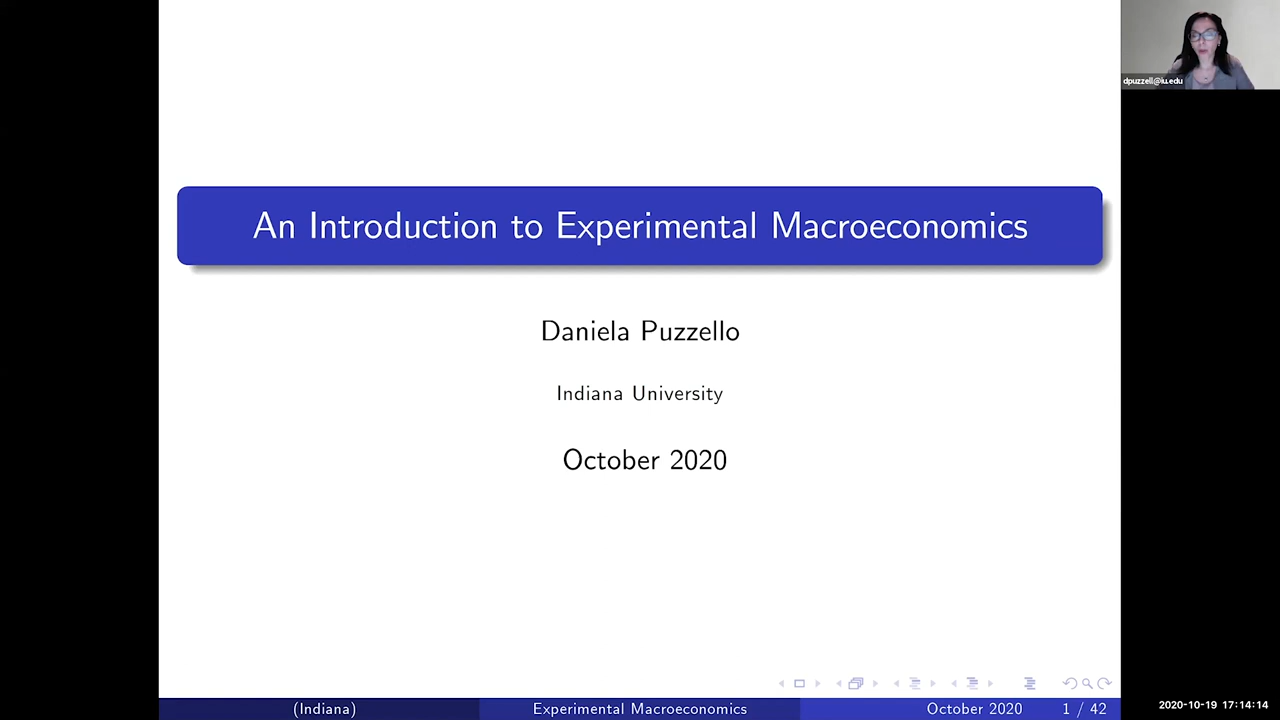 dpuzzell@iu.edu
An Introduction to Experimental Macroeconomics
Daniela Puzzello
Indiana University
October 2020
(Indiana) Experimental Macroeconomics October 2020 1 / 42
2020-10-19 17:14:14